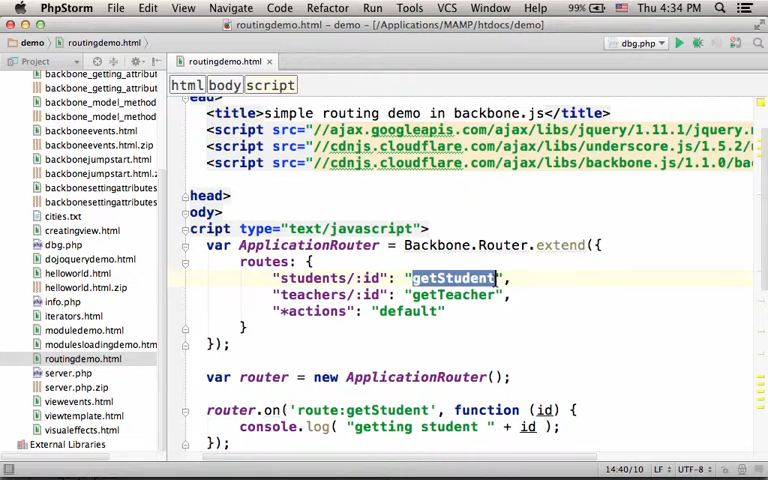 PhpStorm File Edit View Navigate Code Refactor Run Tools VCS Window Help 99% Thu 4:34 PM
routingdemo.html - demo - [/Applications/MAMP/htdocs/demo]
demo routingdemo.html dbg.php
Project routingdemo.html
html body script
backbone_getting_attribut
backbone_getting_attribut
backbone_model_method
backbone_model_method
backboneevents.html
backboneevents.html.zip
backbonejumpstart.html
backbonejumpstart.html.z
backbonesettingattributes
backbonesettingattributes
cities.txt
creatingview.html
dbg.php
dojoquerydemo.html
helloworld.html
helloworld.html.zip
info.php
iterators.html
moduledemo.html
modulesloadingdemo.htm
routingdemo.html
server.php
server.php.zip
viewevents.html
viewtemplate.html
visualeffects.html
External Libraries
ead>
<title>simple routing demo in backbone.js</title>
<script src="//ajax.googleapis.com/ajax/libs/jquery/1.11.1/jquery.m
<script src="//cdnjs.cloudflare.com/ajax/libs/underscore.js/1.5.2/u
<script src="//cdnjs.cloudflare.com/ajax/libs/backbone.js/1.1.0/bac
head>
ody>
cript type="text/javascript">
var ApplicationRouter = Backbone.Router.extend({
routes: {
"students/:id": "getStudent",
"teachers/:id": "getTeacher",
"*actions": "default"
}
});
var router = new ApplicationRouter();
router.on('route:getStudent', function (id) {
console.log( "getting student " + id );
});
14:40/10 LF UTF-8